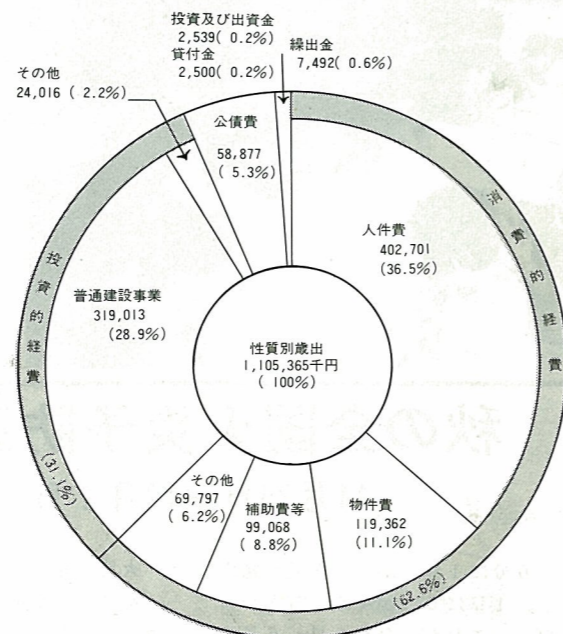 投資及び出資金
2,539( 0.2%)
貸付金
2,500( 0.2%)
繰出金
7,492( 0.6%)
その他
24,016 ( 2.2%)
公債費
58,877
( 5.3%)
人件費
402,701
(36.5%)
消費的経費
投資的経費
普通建設事業
319,013
(28.9%)
性質別歳出
1,105,365千円
( 100%)
(31.1%)
その他
69,797
( 6.2%)
補助費等
99,068
( 8.8%)
物件費
119,362
(11.1%)
(62.6%)